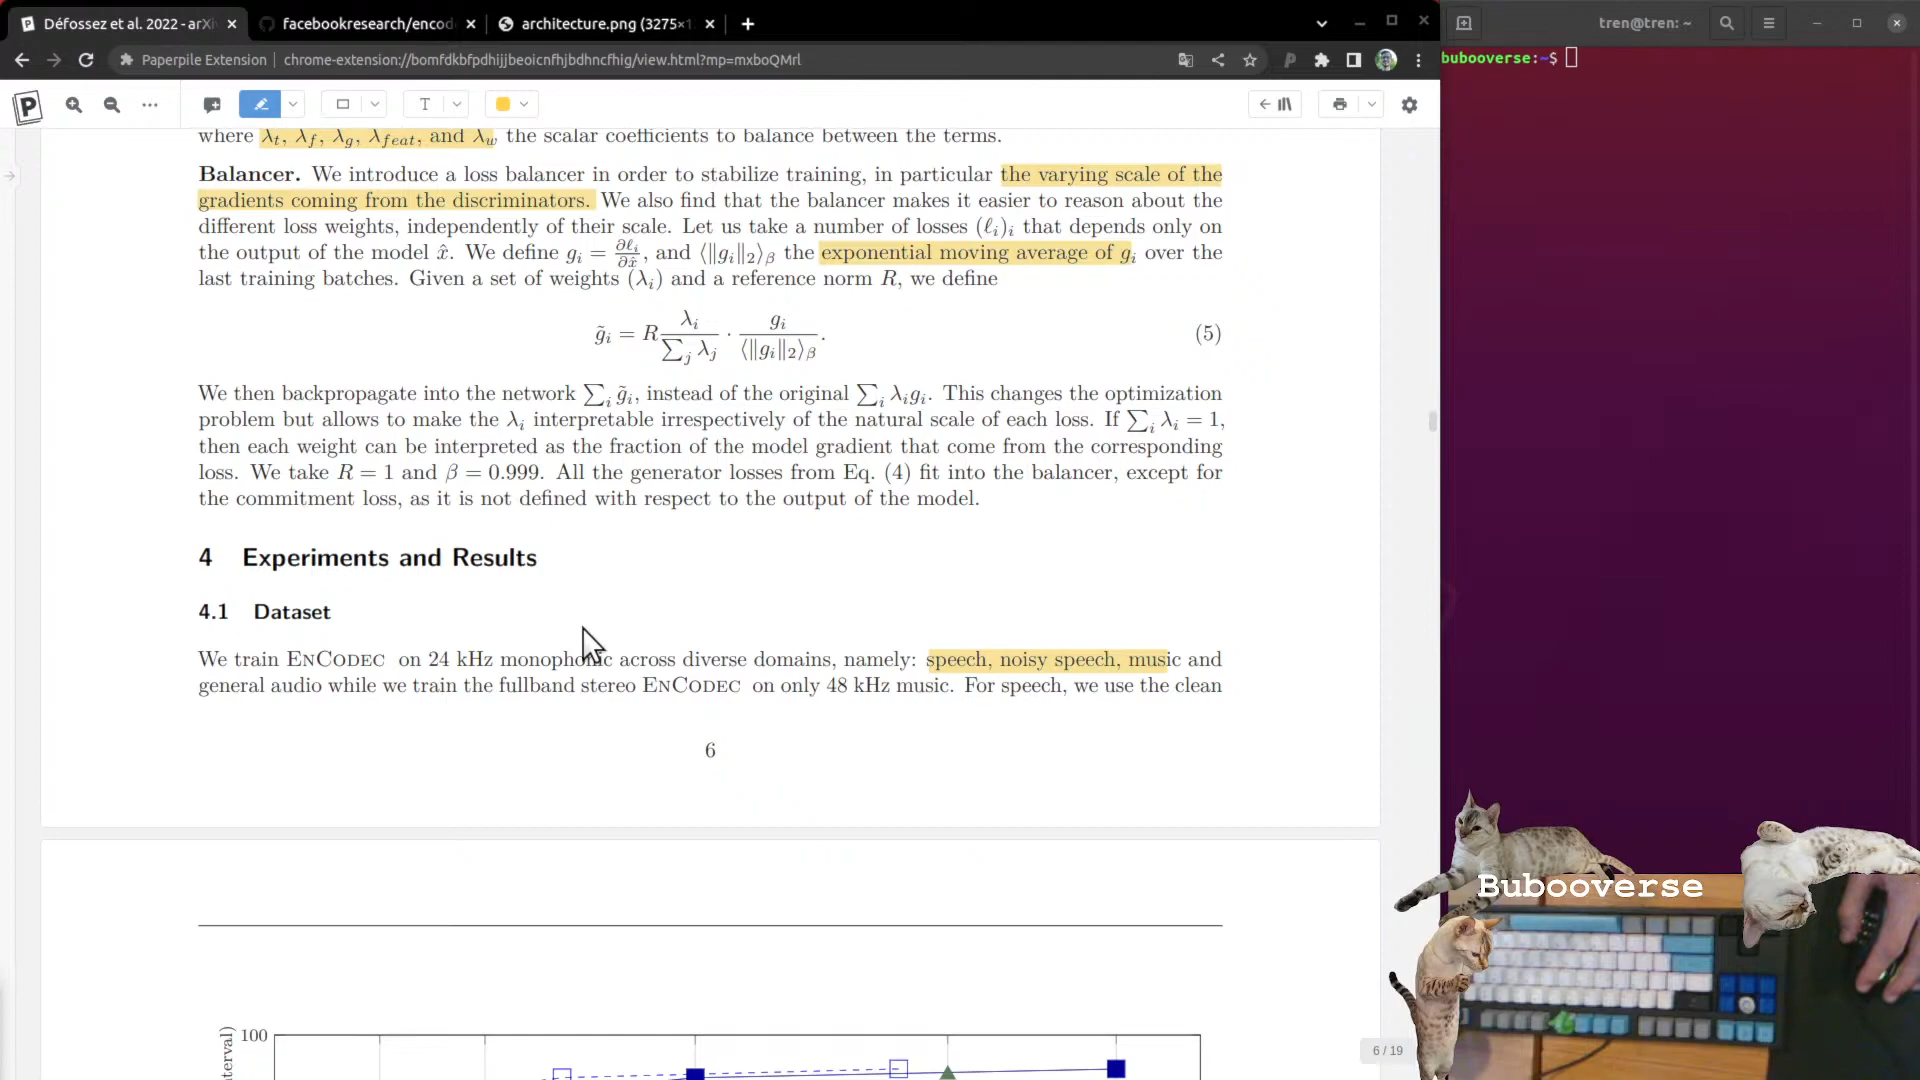 Défossez et al. 2022 - arXiv
facebookresearch/encod
architecture.png (3275×1
tren@tren: ~
Paperpile Extension
chrome-extension://bomfdkbfpdhijjbeoicnfhjbdhncfhig/view.html?mp=mxboQMrl
bubooverse:~$
where λt, λf, λg, λfeat, and λw the scalar coefficients to balance between the terms.
Balancer. We introduce a loss balancer in order to stabilize training, in particular the varying scale of the
gradients coming from the discriminators. We also find that the balancer makes it easier to reason about the
different loss weights, independently of their scale. Let us take a number of losses (ℓi)i that depends only on
the output of the model x̂. We define gi = ∂ℓi/∂x̂, and ⟨‖gi‖2⟩β the exponential moving average of gi over the
last training batches. Given a set of weights (λi) and a reference norm R, we define
g̃i = R λi/∑j λj · gi/⟨‖gi‖2⟩β. (5)
We then backpropagate into the network ∑i g̃i, instead of the original ∑i λigi. This changes the optimization
problem but allows to make the λi interpretable irrespectively of the natural scale of each loss. If ∑i λi = 1,
then each weight can be interpreted as the fraction of the model gradient that come from the corresponding
loss. We take R = 1 and β = 0.999. All the generator losses from Eq. (4) fit into the balancer, except for
the commitment loss, as it is not defined with respect to the output of the model.
4 Experiments and Results
4.1 Dataset
We train EnCodec on 24 kHz monophonic across diverse domains, namely: speech, noisy speech, music and
general audio while we train the fullband stereo EnCodec on only 48 kHz music. For speech, we use the clean
6
100
6 / 19
Bubooverse